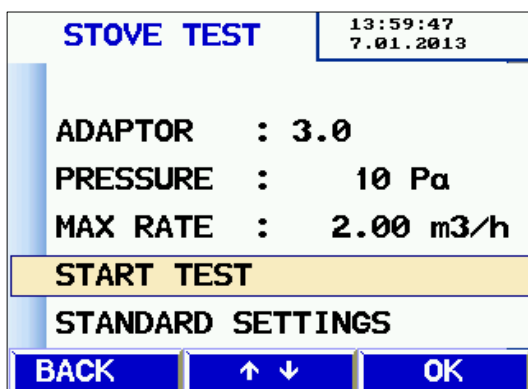 STOVE TEST
13:59:47
7.01.2013
ADAPTOR : 3.0
PRESSURE : 10 Pa
MAX RATE : 2.00 m3/h
START TEST
STANDARD SETTINGS
BACK ↑ ↓ OK